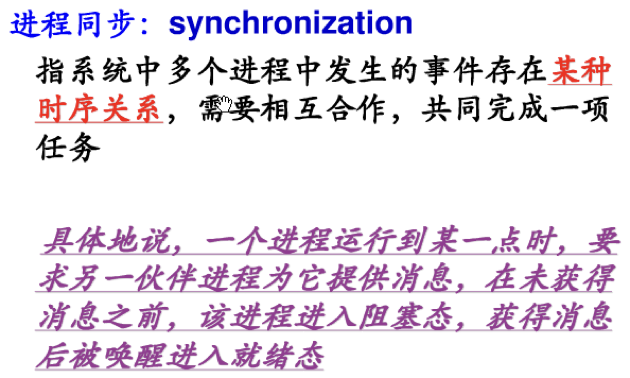 进程同步：synchronization
指系统中多个进程中发生的事件存在某种
时序关系，需要相互合作，共同完成一项
任务
具体地说，一个进程运行到某一点时，要
求另一伙伴进程为它提供消息，在未获得
消息之前，该进程进入阻塞态，获得消息
后被唤醒进入就绪态